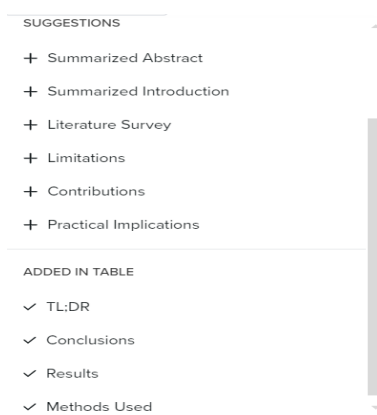 SUGGESTIONS
+ Summarized Abstract
+ Summarized Introduction
+ Literature Survey
+ Limitations
+ Contributions
+ Practical Implications
ADDED IN TABLE
✓ TL;DR
✓ Conclusions
✓ Results
✓ Methods Used